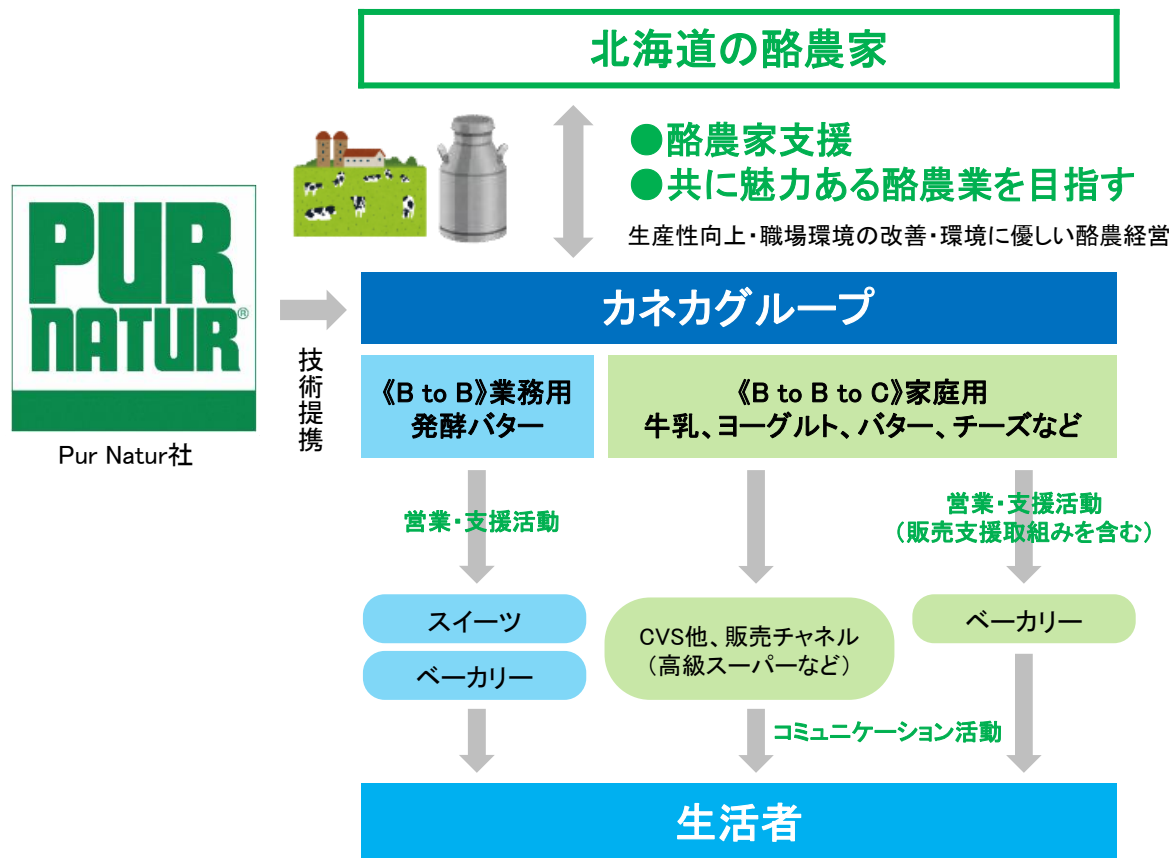 北海道の酪農家
●酪農家支援
●共に魅力ある酪農業を目指す
生産性向上・職場環境の改善・環境に優しい酪農経営
PUR
NATUR®
Pur Natur社
技術提携
カネカグループ
《B to B》業務用
発酵バター
《B to B to C》家庭用
牛乳、ヨーグルト、バター、チーズなど
営業・支援活動
営業・支援活動
（販売支援取組みを含む）
スイーツ
ベーカリー
CVS他、販売チャネル
（高級スーパーなど）
ベーカリー
コミュニケーション活動
生活者